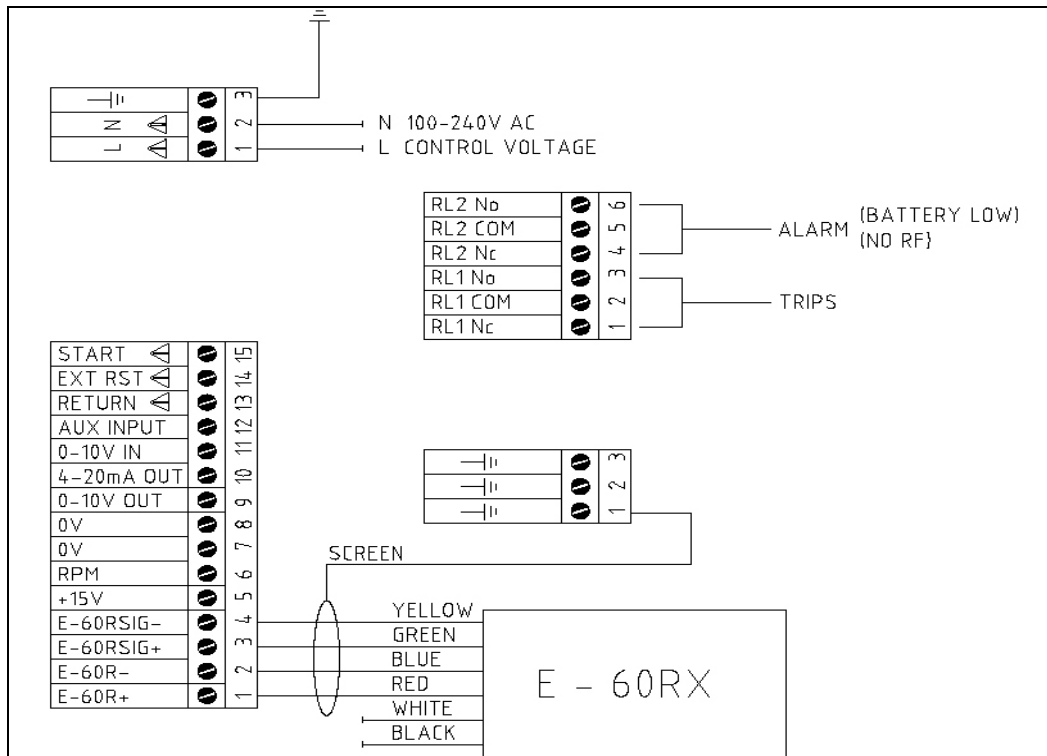 3
N 2 N 100-240V AC
L 1 L CONTROL VOLTAGE
RL2 No 6
RL2 COM 5
RL2 Nc 4
ALARM (BATTERY LOW)
(NO RF}
RL1 No 3
RL1 COM 2
RL1 Nc 1
TRIPS
START 15
EXT RST 14
RETURN 13
AUX INPUT 12
0-10V IN 11
4-20mA OUT 10
0-10V OUT 9
0V 8
0V 7
RPM 6
+15V 5
E-60RSIG- 4
E-60RSIG+ 3
E-60R- 2
E-60R+ 1
3
2
1
SCREEN
YELLOW
GREEN
BLUE
RED
WHITE
BLACK
E - 60RX